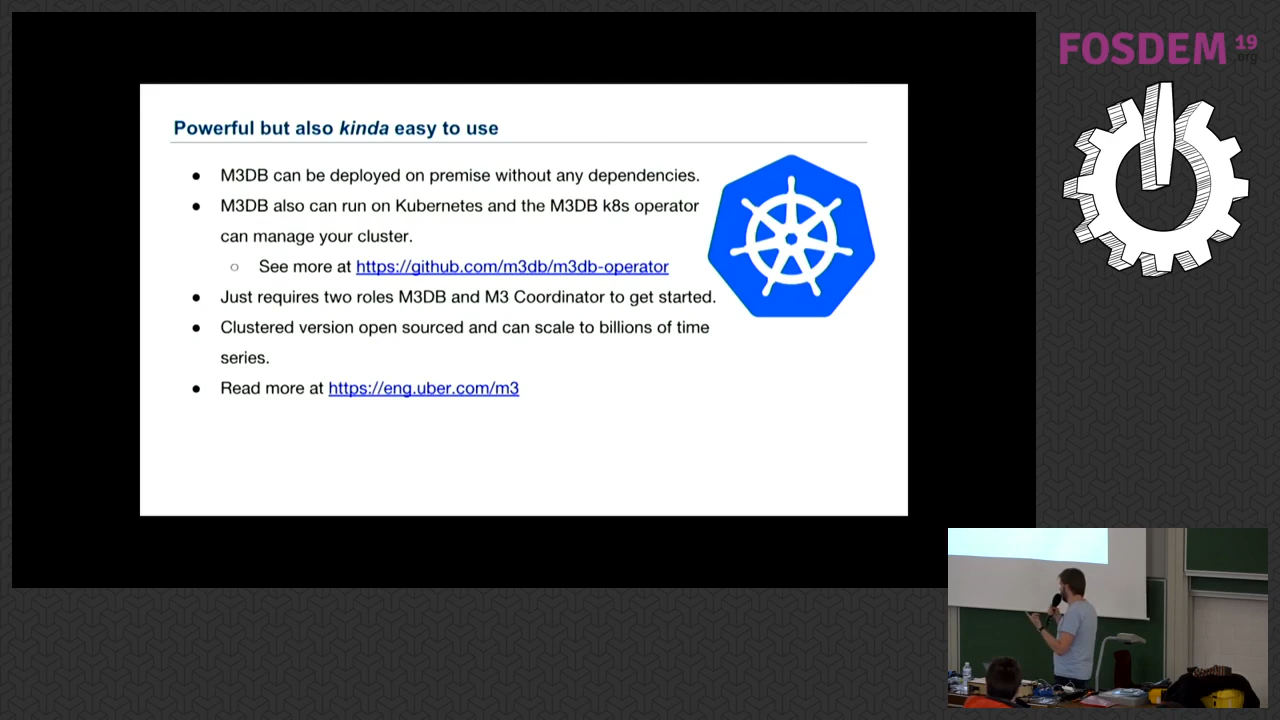 FOSDEM 19
.org
Powerful but also kinda easy to use
● M3DB can be deployed on premise without any dependencies.
● M3DB also can run on Kubernetes and the M3DB k8s operator
can manage your cluster.
○ See more at https://github.com/m3db/m3db-operator
● Just requires two roles M3DB and M3 Coordinator to get started.
● Clustered version open sourced and can scale to billions of time
series.
● Read more at https://eng.uber.com/m3